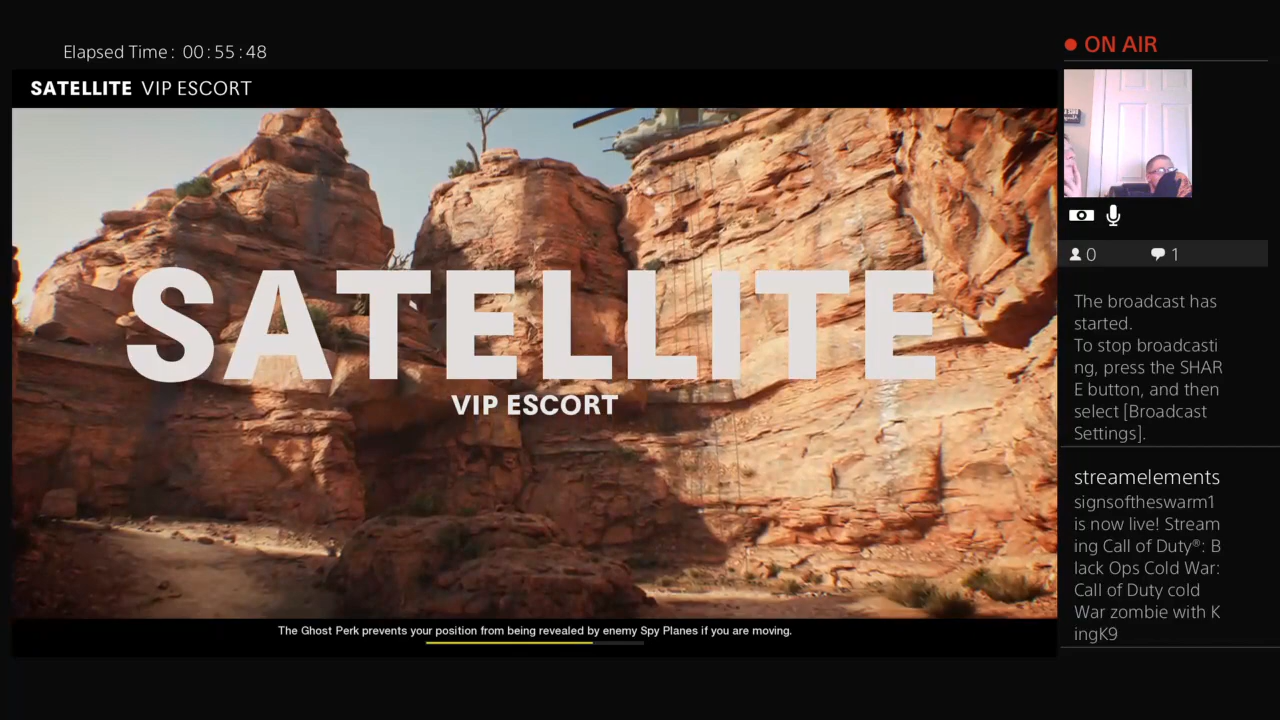 Elapsed Time: 00:55:48
ON AIR
SATELLITE VIP ESCORT
SATELLITE
VIP ESCORT
The Ghost Perk prevents your position from being revealed by enemy Spy Planes if you are moving.
0 1
The broadcast has
started.
To stop broadcasti
ng, press the SHAR
E button, and then
select [Broadcast
Settings].
streamelements
signsoftheswarm1
is now live! Stream
ing Call of Duty®: B
lack Ops Cold War:
Call of Duty cold
War zombie with K
ingK9